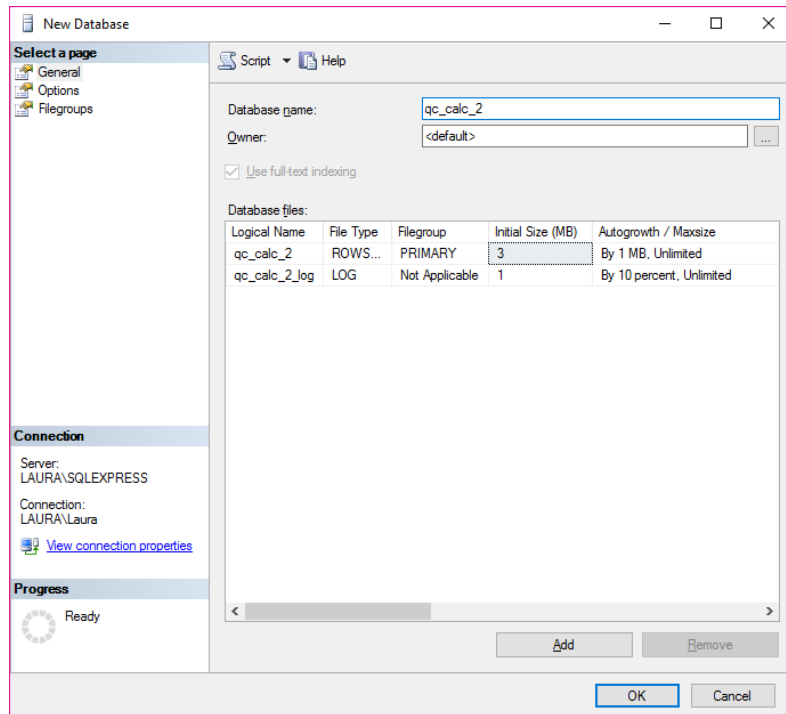 New Database
Select a page
General
Options
Filegroups
Script Help
Database name: qc_calc_2
Owner: <default>
...
Use full-text indexing
Database files:
Logical Name File Type Filegroup Initial Size (MB) Autogrowth / Maxsize
qc_calc_2 ROWS... PRIMARY 3 By 1 MB, Unlimited
qc_calc_2_log LOG Not Applicable 1 By 10 percent, Unlimited
Connection
Server:
LAURA\SQLEXPRESS
Connection:
LAURA\Laura
View connection properties
Progress
Ready
Add Remove
OK Cancel